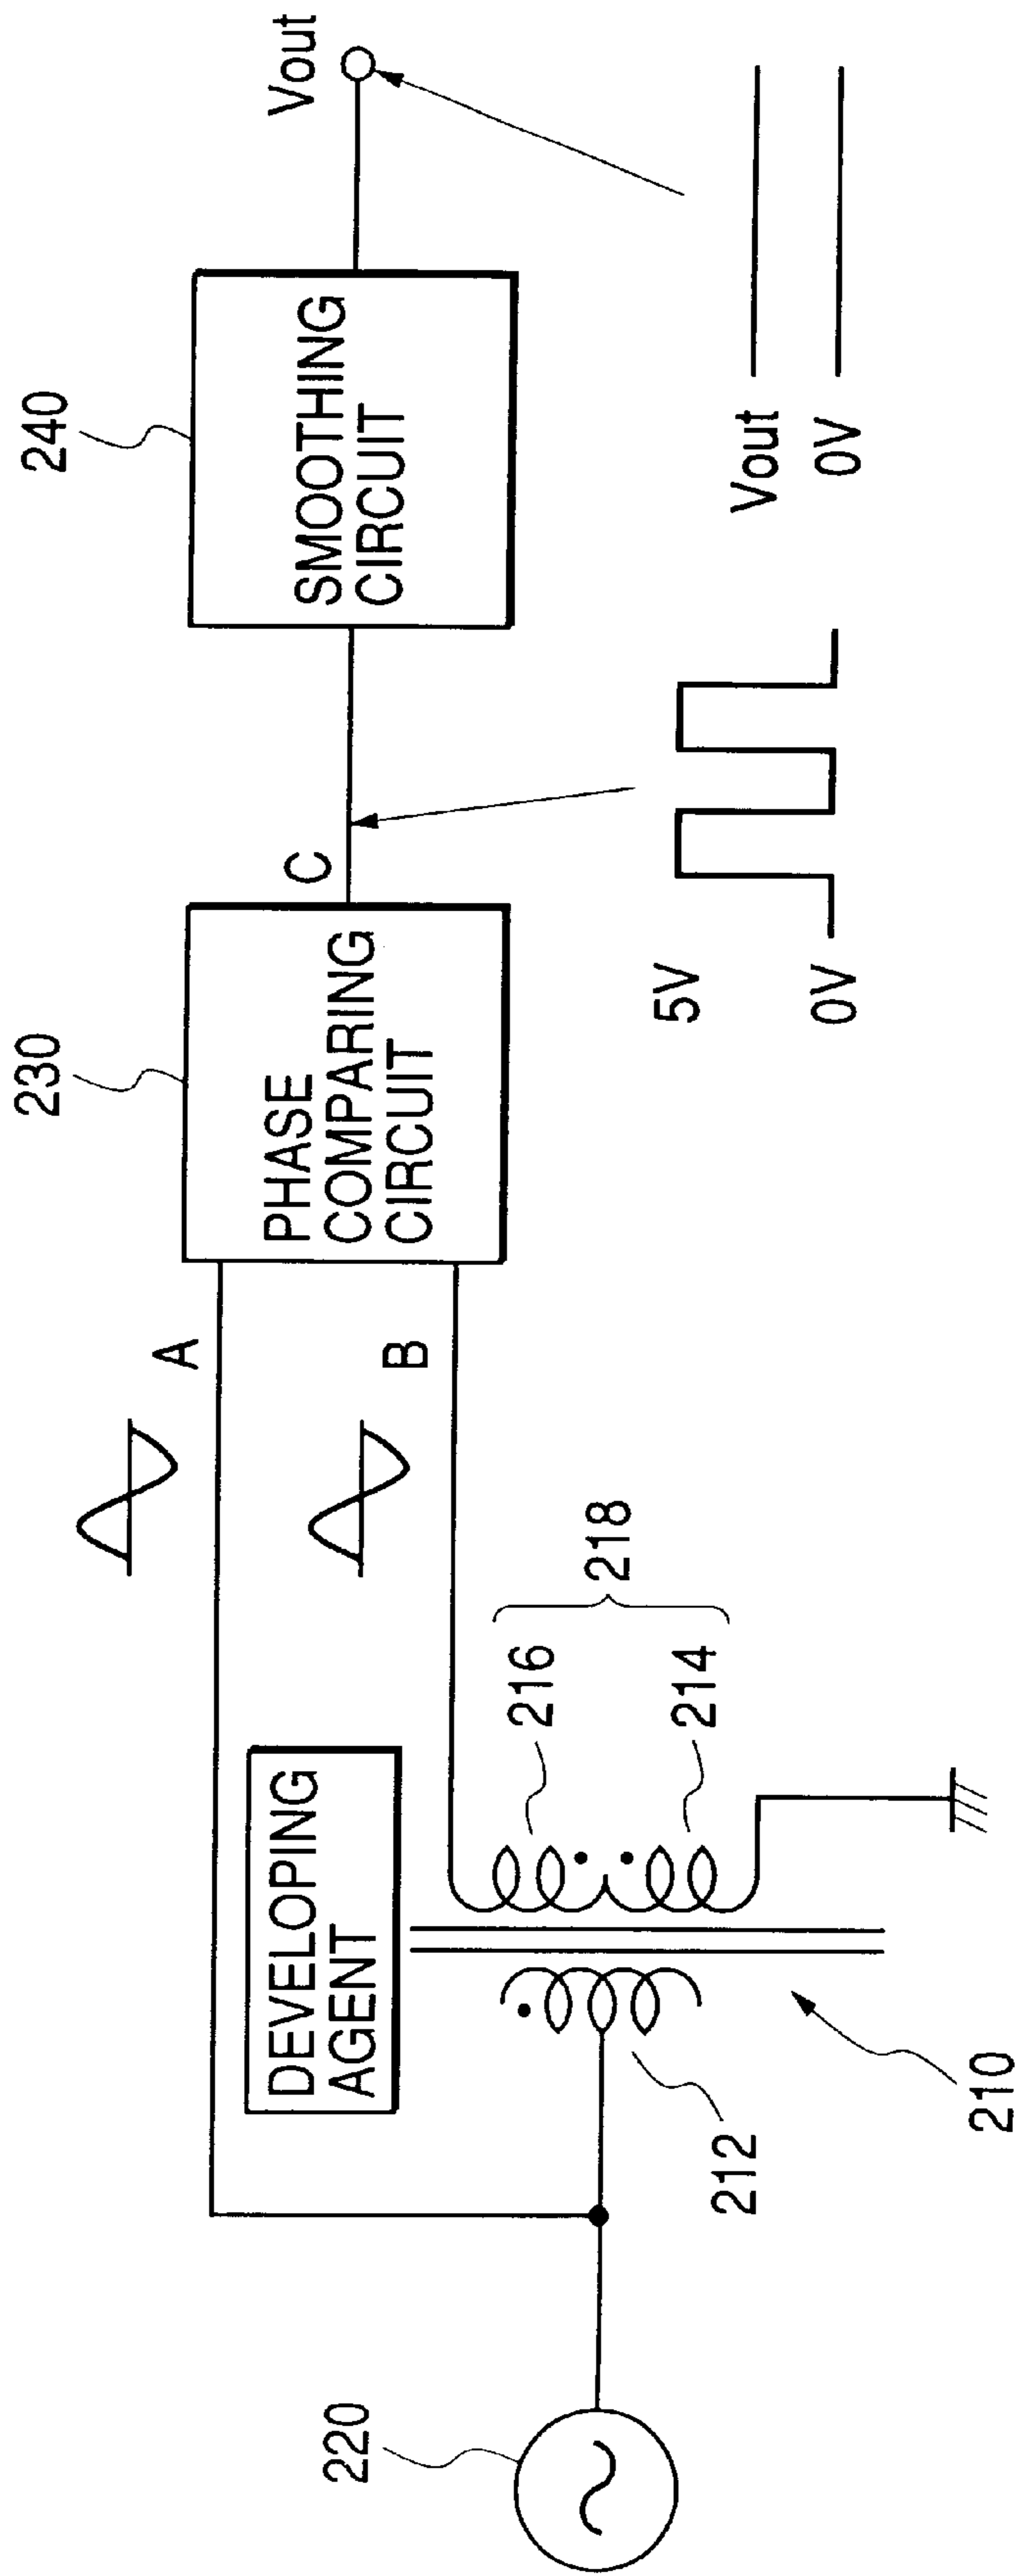 220
212
210
DEVELOPING
AGENT
216
214
218
A
B
230
PHASE
COMPARING
CIRCUIT
C
5V
0V
240
SMOOTHING
CIRCUIT
Vout
Vout
0V